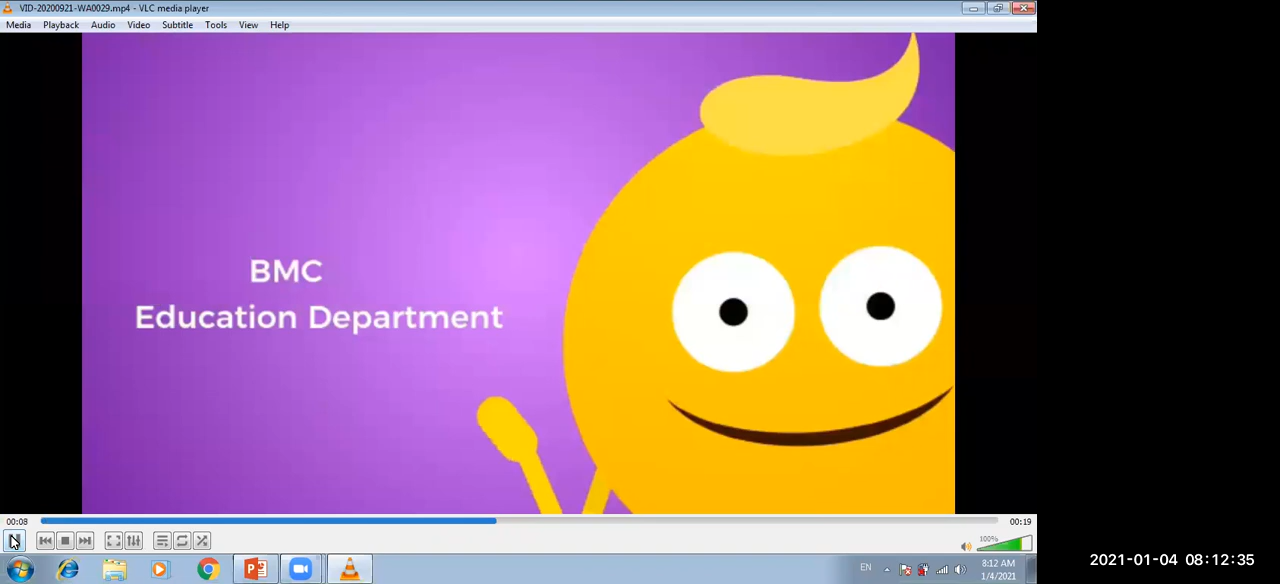 VID-20200921-WA0029.mp4 - VLC media player
Media Playback Audio Video Subtitle Tools View Help
BMC
Education Department
00:08
00:19
100%
EN
8:12 AM
1/4/2021
2021-01-04 08:12:35